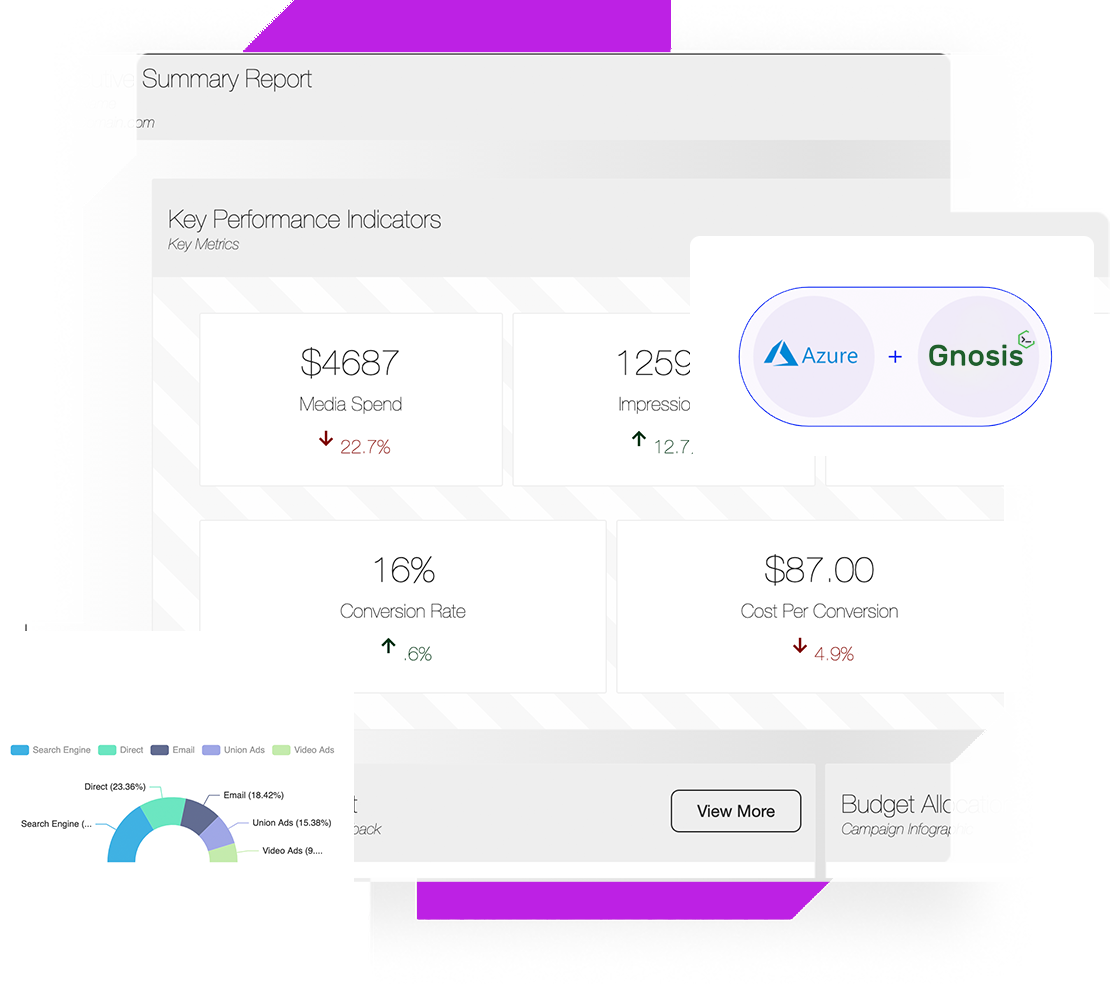 ive Summary Report
om
Key Performance Indicators
Key Metrics
$4687
Media Spend
22.7%
1259
Impressio
12.7.
Azure
+
Gnosis
16%
Conversion Rate
.6%
$87.00
Cost Per Conversion
4.9%
Search Engine
Direct
Email
Union Ads
Video Ads
Direct (23.36%)
Email (18.42%)
Search Engine (...
Union Ads (15.38%)
Video Ads (9....
t
back
View More
Budget Allocat
Campaign Infograp